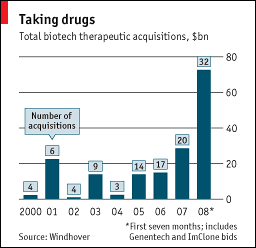 Taking drugs
Total biotech therapeutic acquisitions, $bn
80
60
40
20
0
Number of
acquisitions
4
6
4
9
3
14
17
20
32
2000 01 02 03 04 05 06 07 08*
Source: Windhover
*First seven months; includes
Genentech and ImClone bids